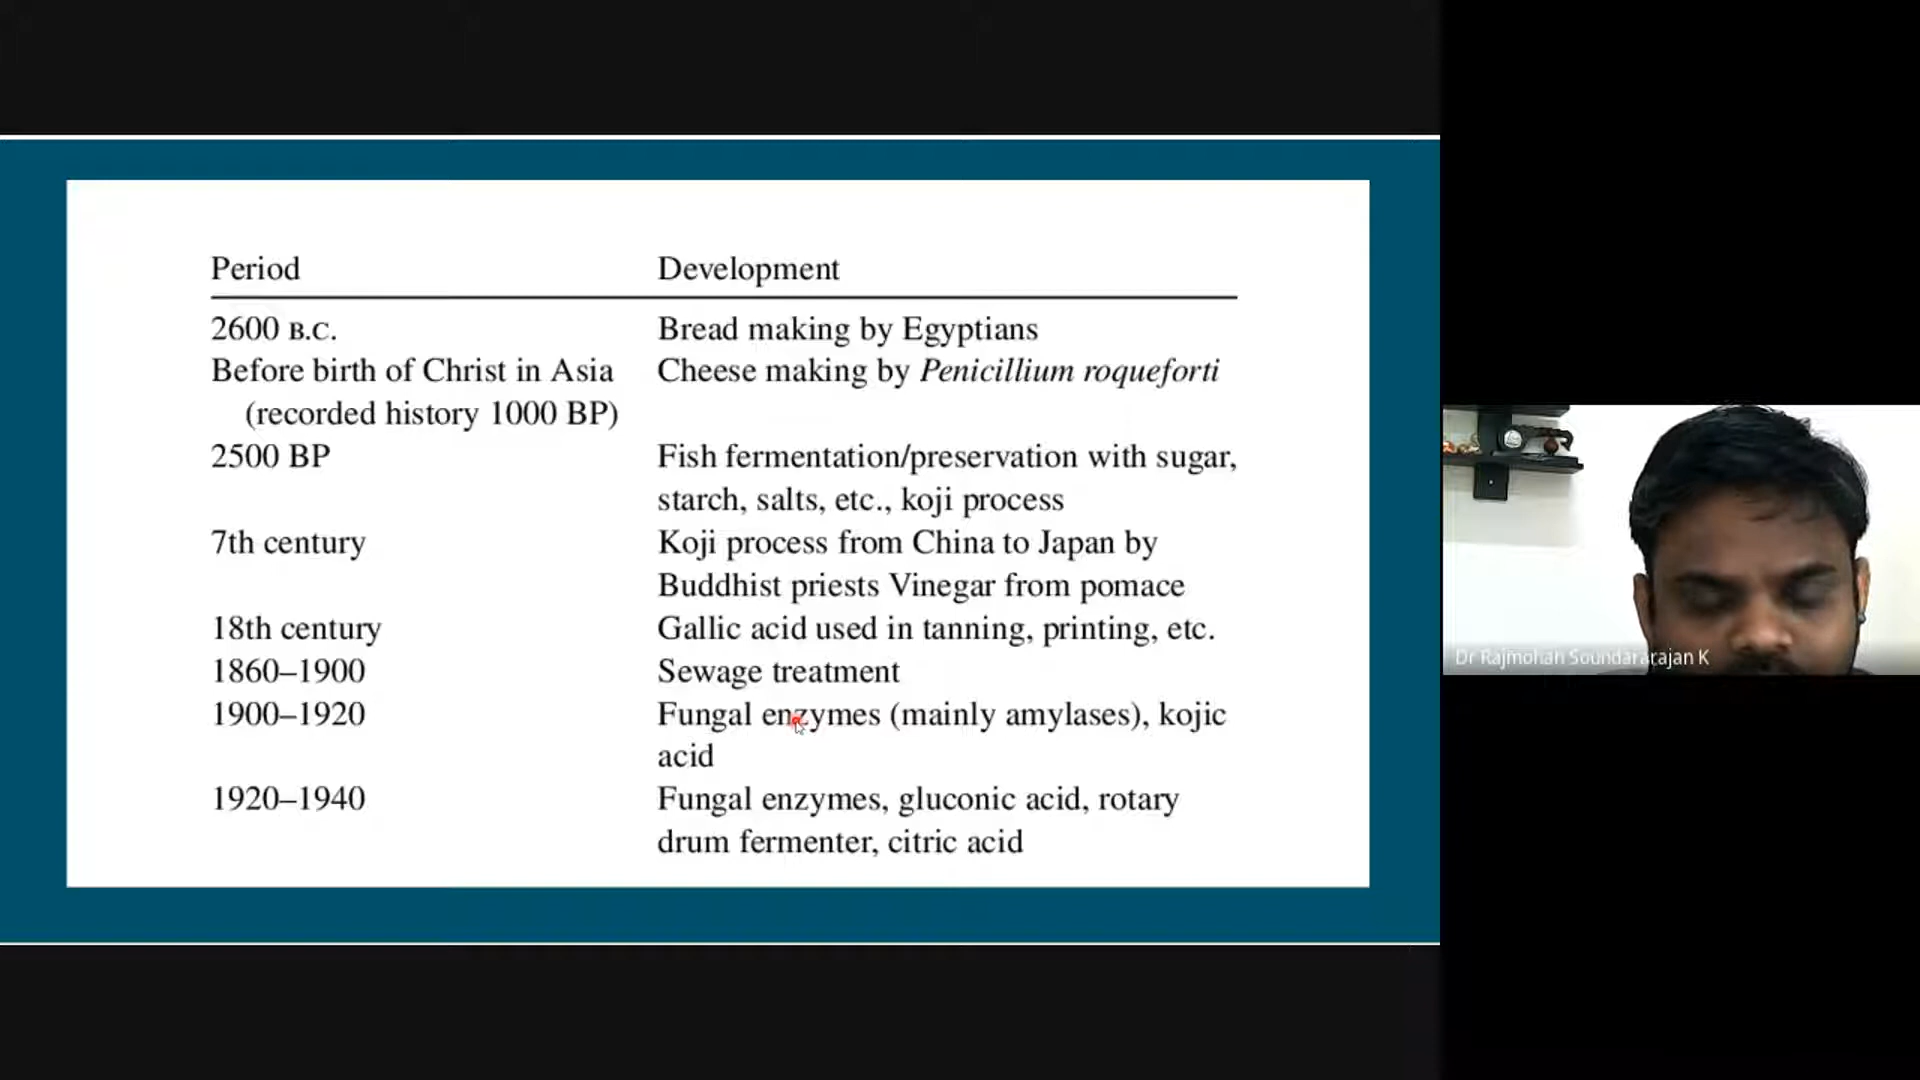 Period Development
2600 B.C. Bread making by Egyptians
Before birth of Christ in Asia Cheese making by Penicillium roqueforti
(recorded history 1000 BP)
2500 BP Fish fermentation/preservation with sugar,
starch, salts, etc., koji process
7th century Koji process from China to Japan by
Buddhist priests Vinegar from pomace
18th century Gallic acid used in tanning, printing, etc.
1860–1900 Sewage treatment
1900–1920 Fungal enzymes (mainly amylases), kojic
acid
1920–1940 Fungal enzymes, gluconic acid, rotary
drum fermenter, citric acid
Dr Rajmohan Soundararajan K